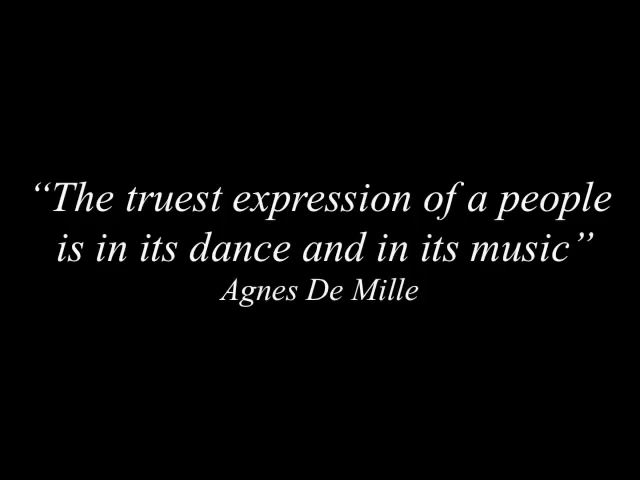 “The truest expression of a people
is in its dance and in its music”
Agnes De Mille